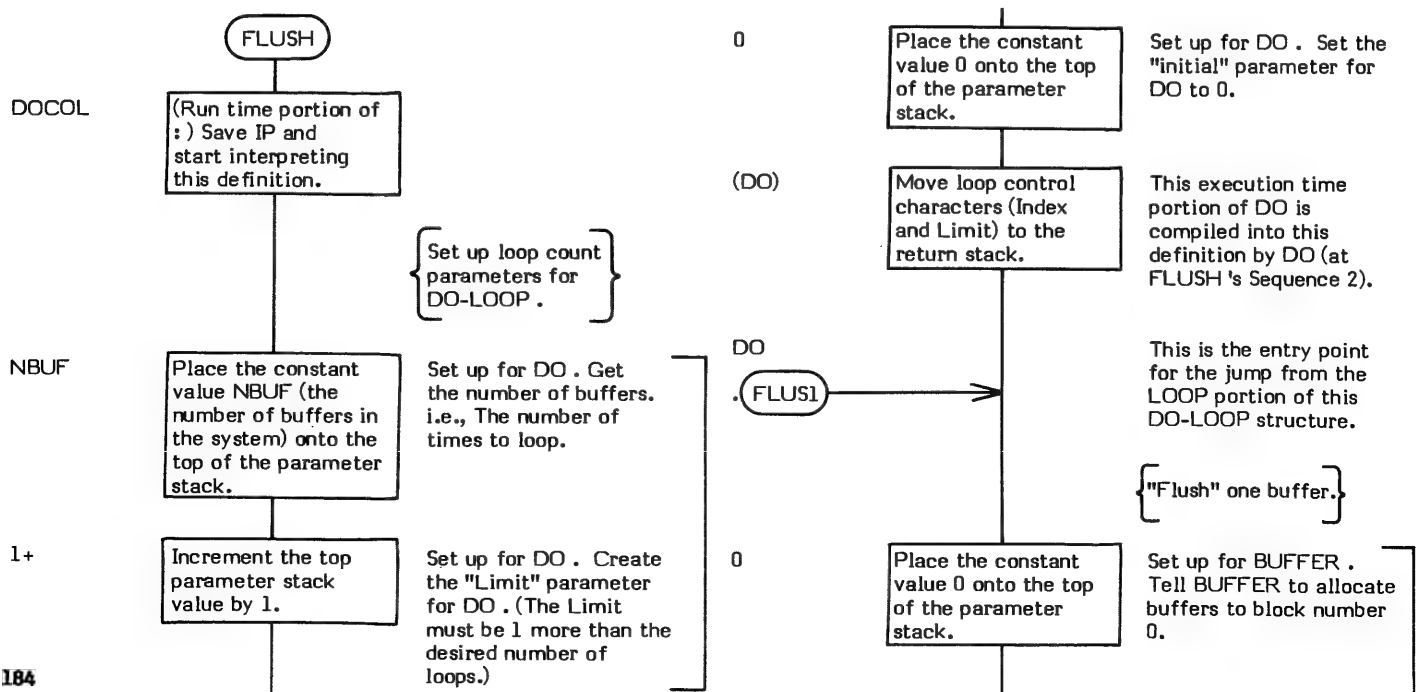 FLUSH
DOCOL
(Run time portion of
: ) Save IP and
start interpreting
this definition.
Set up loop count
parameters for
DO-LOOP .
NBUF
Place the constant
value NBUF (the
number of buffers in
the system) onto the
top of the parameter
stack.
Set up for DO . Get
the number of buffers.
i.e., The number of
times to loop.
1+
Increment the top
parameter stack
value by 1.
Set up for DO . Create
the "Limit" parameter
for DO . (The Limit
must be 1 more than the
desired number of
loops.)
184
0
Place the constant
value 0 onto the top
of the parameter
stack.
Set up for DO . Set the
"initial" parameter for
DO to 0.
(DO)
Move loop control
characters (Index
and Limit) to the
return stack.
This execution time
portion of DO is
compiled into this
definition by DO (at
FLUSH 's Sequence 2).
DO
.
FLUS1
This is the entry point
for the jump from the
LOOP portion of this
DO-LOOP structure.
"Flush" one buffer.
0
Place the constant
value 0 onto the top
of the parameter
stack.
Set up for BUFFER .
Tell BUFFER to allocate
buffers to block number
0.